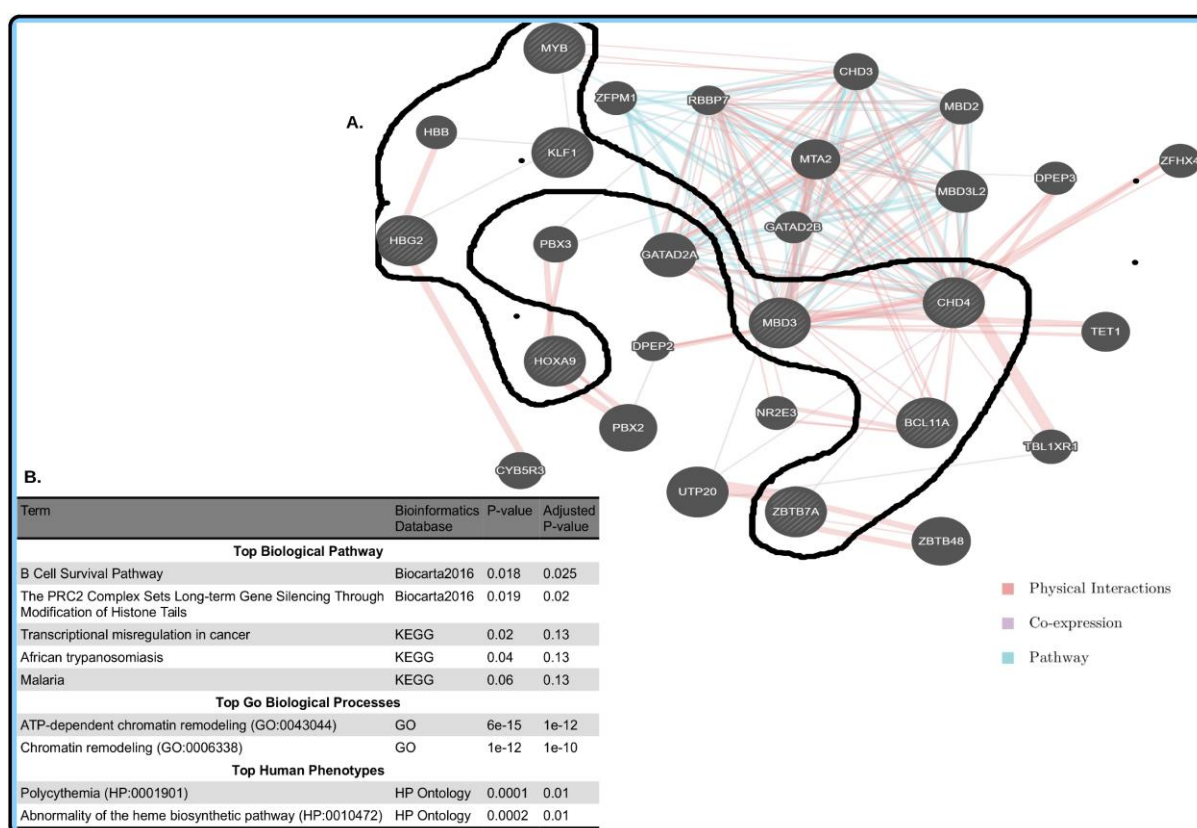 MYB
CHD3
ZFPM1
RBBP7
MBD2
A.
HBB
KLF1
MTA2
ZFHX4
DPEP3
MBD3L2
GATAD2B
HBG2
PBX3
GATAD2A
CHD4
MBD3
TET1
DPEP2
HOXA9
NR2E3
BCL11A
PBX2
TBL1XR1
CYB5R3
B.
UTP20
ZBTB7A
ZBTB48
Physical Interactions
Co-expression
Pathway
Term Bioinformatics Database P-value Adjusted P-value
Top Biological Pathway
B Cell Survival Pathway Biocarta2016 0.018 0.025
The PRC2 Complex Sets Long-term Gene Silencing Through Biocarta2016 0.019 0.02
Modification of Histone Tails
Transcriptional misregulation in cancer KEGG 0.02 0.13
African trypanosomiasis KEGG 0.04 0.13
Malaria KEGG 0.06 0.13
Top Go Biological Processes
ATP-dependent chromatin remodeling (GO:0043044) GO 6e-15 1e-12
Chromatin remodeling (GO:0006338) GO 1e-12 1e-10
Top Human Phenotypes
Polycythemia (HP:0001901) HP Ontology 0.0001 0.01
Abnormality of the heme biosynthetic pathway (HP:0010472) HP Ontology 0.0002 0.01